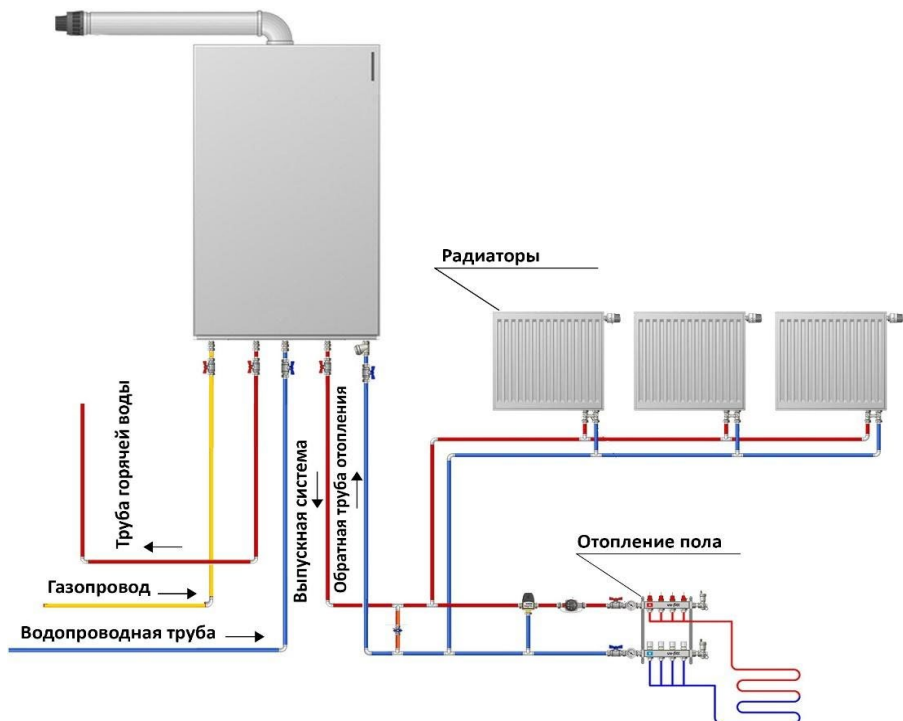 Радиаторы
Труба горячей воды
Выпускная система
Обратная труба отопления
Отопление пола
Газопровод
Водопроводная труба